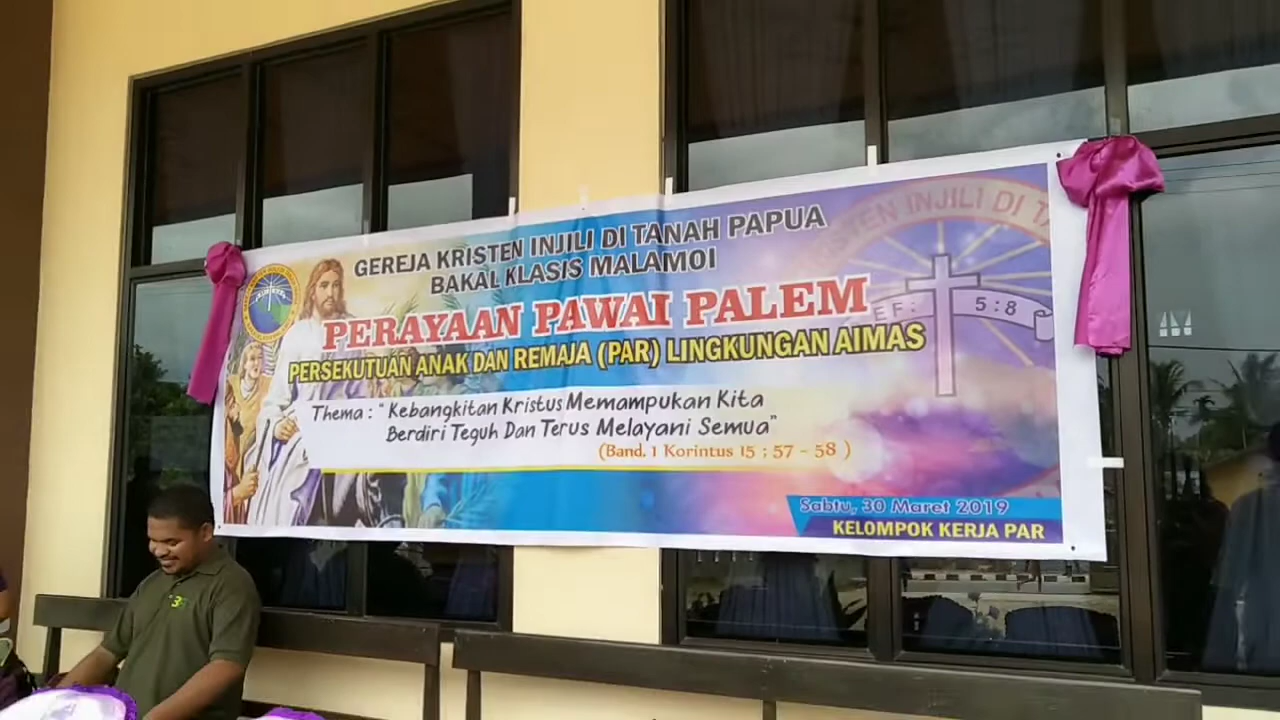 GEREJA KRISTEN INJILI DI TANAH PAPUA
BAKAL KLASIS MALAMOI
PERAYAAN PAWAI PALEM
PERSEKUTUAN ANAK DAN REMAJA (PAR) LINGKUNGAN AIMAS
Thema : "Kebangkitan Kristus Memampukan Kita
Berdiri Teguh Dan Terus Melayani Semua"
(Band. 1 Korintus 15 : 57 - 58 )
Sabtu, 30 Maret 2019
KELOMPOK KERJA PAR
INJILI DI
EF: 5:8